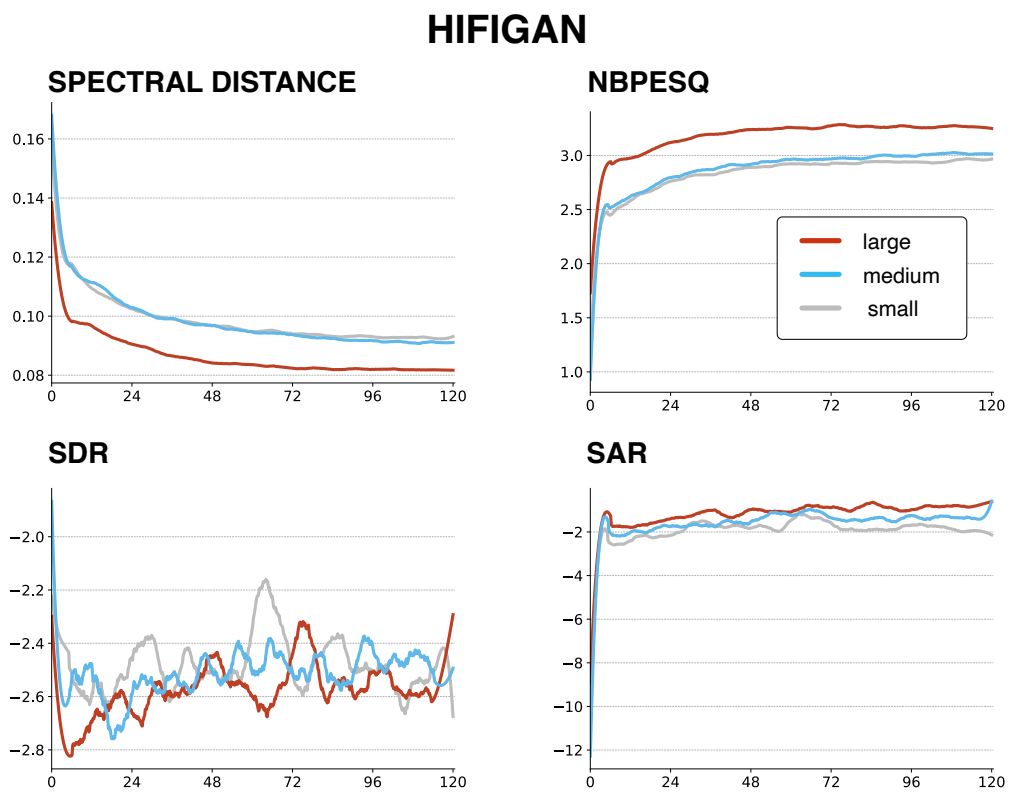 HIFIGAN
SPECTRAL DISTANCE
0.16
0.14
0.12
0.10
0.08
0 24 48 72 96 120
NBPESQ
3.0
2.5
2.0
1.5
1.0
large
medium
small
0 24 48 72 96 120
SDR
−2.0
−2.2
−2.4
−2.6
−2.8
0 24 48 72 96 120
SAR
−2
−4
−6
−8
−10
−12
0 24 48 72 96 120